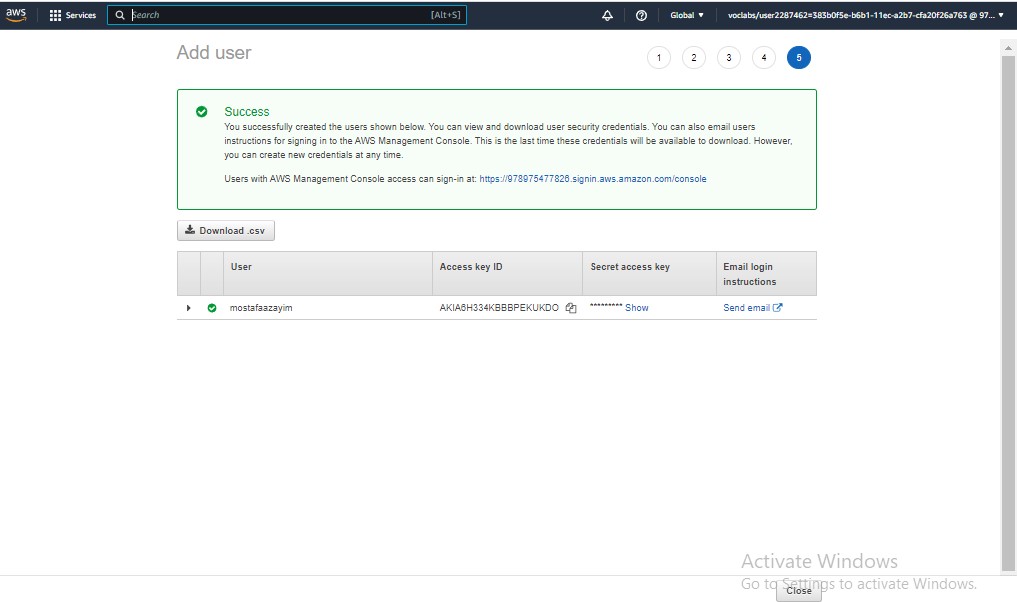 aws
Services
Search
[Alt+S]
Global ▼
voclabs/user2287462=383b0f5e-b6b1-11ec-a2b7-cfa20f26a763 @ 97... ▼
Add user
1
2
3
4
5
Success
You successfully created the users shown below. You can view and download user security credentials. You can also email users
instructions for signing in to the AWS Management Console. This is the last time these credentials will be available to download. However,
you can create new credentials at any time.
Users with AWS Management Console access can sign-in at: https://978975477826.signin.aws.amazon.com/console
Download .csv
User
Access key ID
Secret access key
Email login
instructions
mostafaazayim
AKIA6H334KBBBPEKUKDO
********* Show
Send email
Activate Windows
Go to Settings to activate Windows.
Close